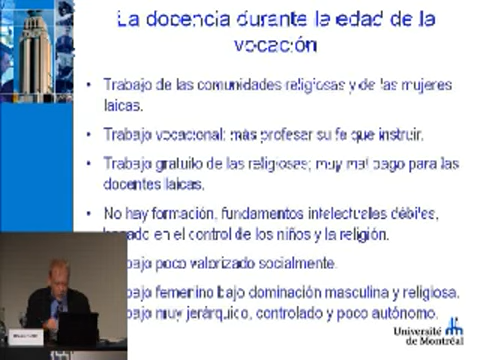 La docencia durante la edad de la
vocación
• Trabajo de las comunidades religiosas y de las mujeres
laicas.
• Trabajo vocacional: más profesar su fe que instruir.
• Trabajo gratuito de las religiosas; muy mal pago para las
docentes laicas.
• No hay formación, fundamentos intelectuales débiles,
en el control de los niños y la religión.
bajo poco valorizado socialmente.
bajo femenino bajo dominación masculina y religiosa.
bajo muy jerárquico, controlado y poco autónomo.
Université
de Montréal